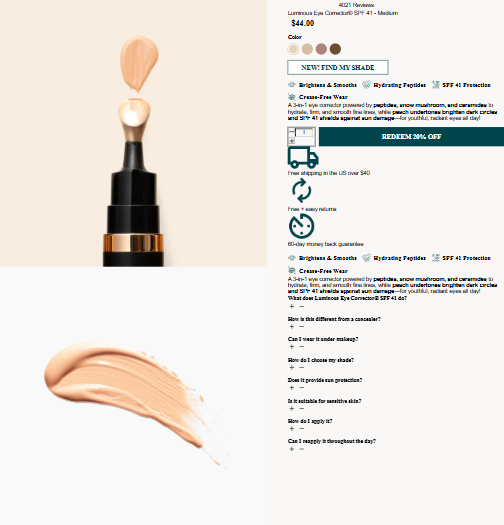 4021 Reviews
Luminous Eye Corrector® SPF 41 - Medium
$44.00
Color
NEW! FIND MY SHADE
Brightens & Smooths Hydrating Peptides SPF 41 Protection
Crease-Free Wear
A 3-in-1 eye corrector powered by peptides, snow mushroom, and ceramides to
hydrate, firm, and smooth fine lines, while peach undertones brighten dark circles
and SPF 41 shields against sun damage—for youthful, radiant eyes all day!
− 1
+
REDEEM 20% OFF
Free shipping in the US over $40
Free + easy returns
60-day money back guarantee
Brightens & Smooths Hydrating Peptides SPF 41 Protection
Crease-Free Wear
A 3-in-1 eye corrector powered by peptides, snow mushroom, and ceramides to
hydrate, firm, and smooth fine lines, while peach undertones brighten dark circles
and SPF 41 shields against sun damage—for youthful, radiant eyes all day!
What does Luminous Eye Corrector® SPF 41 do?
+ −
How is this different from a concealer?
+ −
Can I wear it under makeup?
+ −
How do I choose my shade?
+ −
Does it provide sun protection?
+ −
Is it suitable for sensitive skin?
+ −
How do I apply it?
+ −
Can I reapply it throughout the day?
+ −